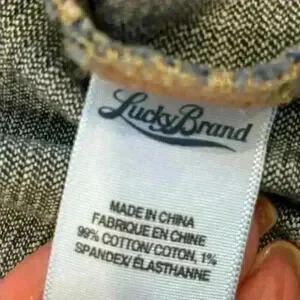 Lucky Brand
MADE IN CHINA
FABRIQUE EN CHINE
99% COTTON/ COTON, 1%
SPANDEX/ ÉLASTHANNE